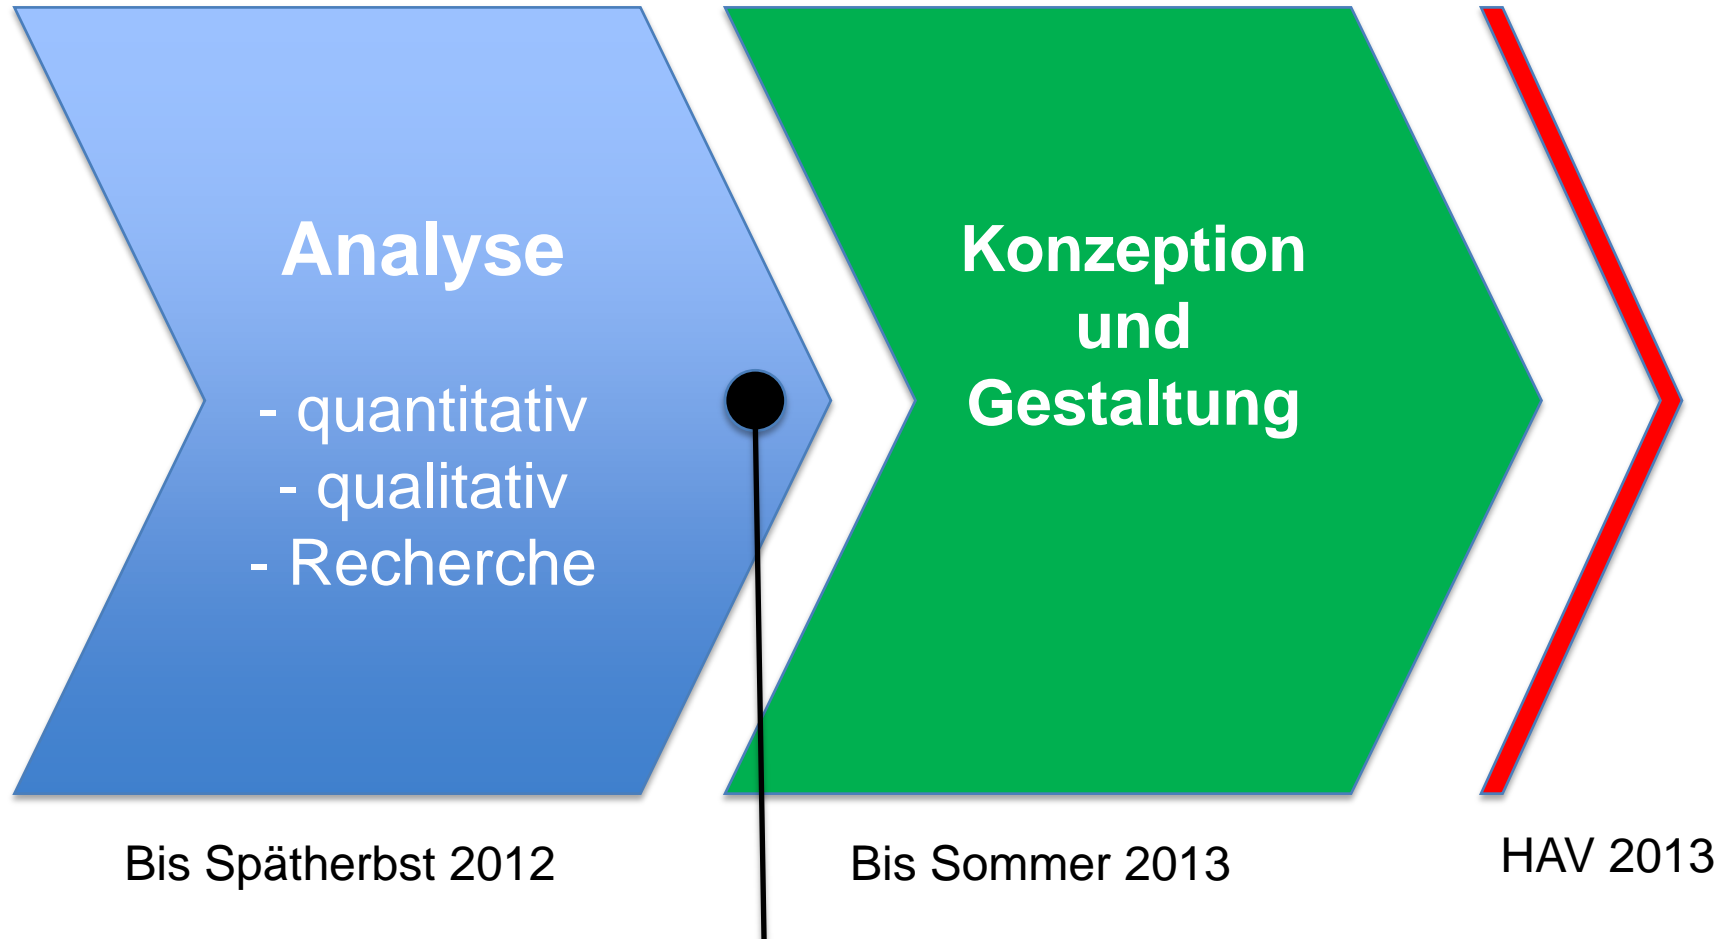 Analyse
- quantitativ
- qualitativ
- Recherche
Konzeption
und
Gestaltung
Bis Spätherbst 2012
Bis Sommer 2013
HAV 2013